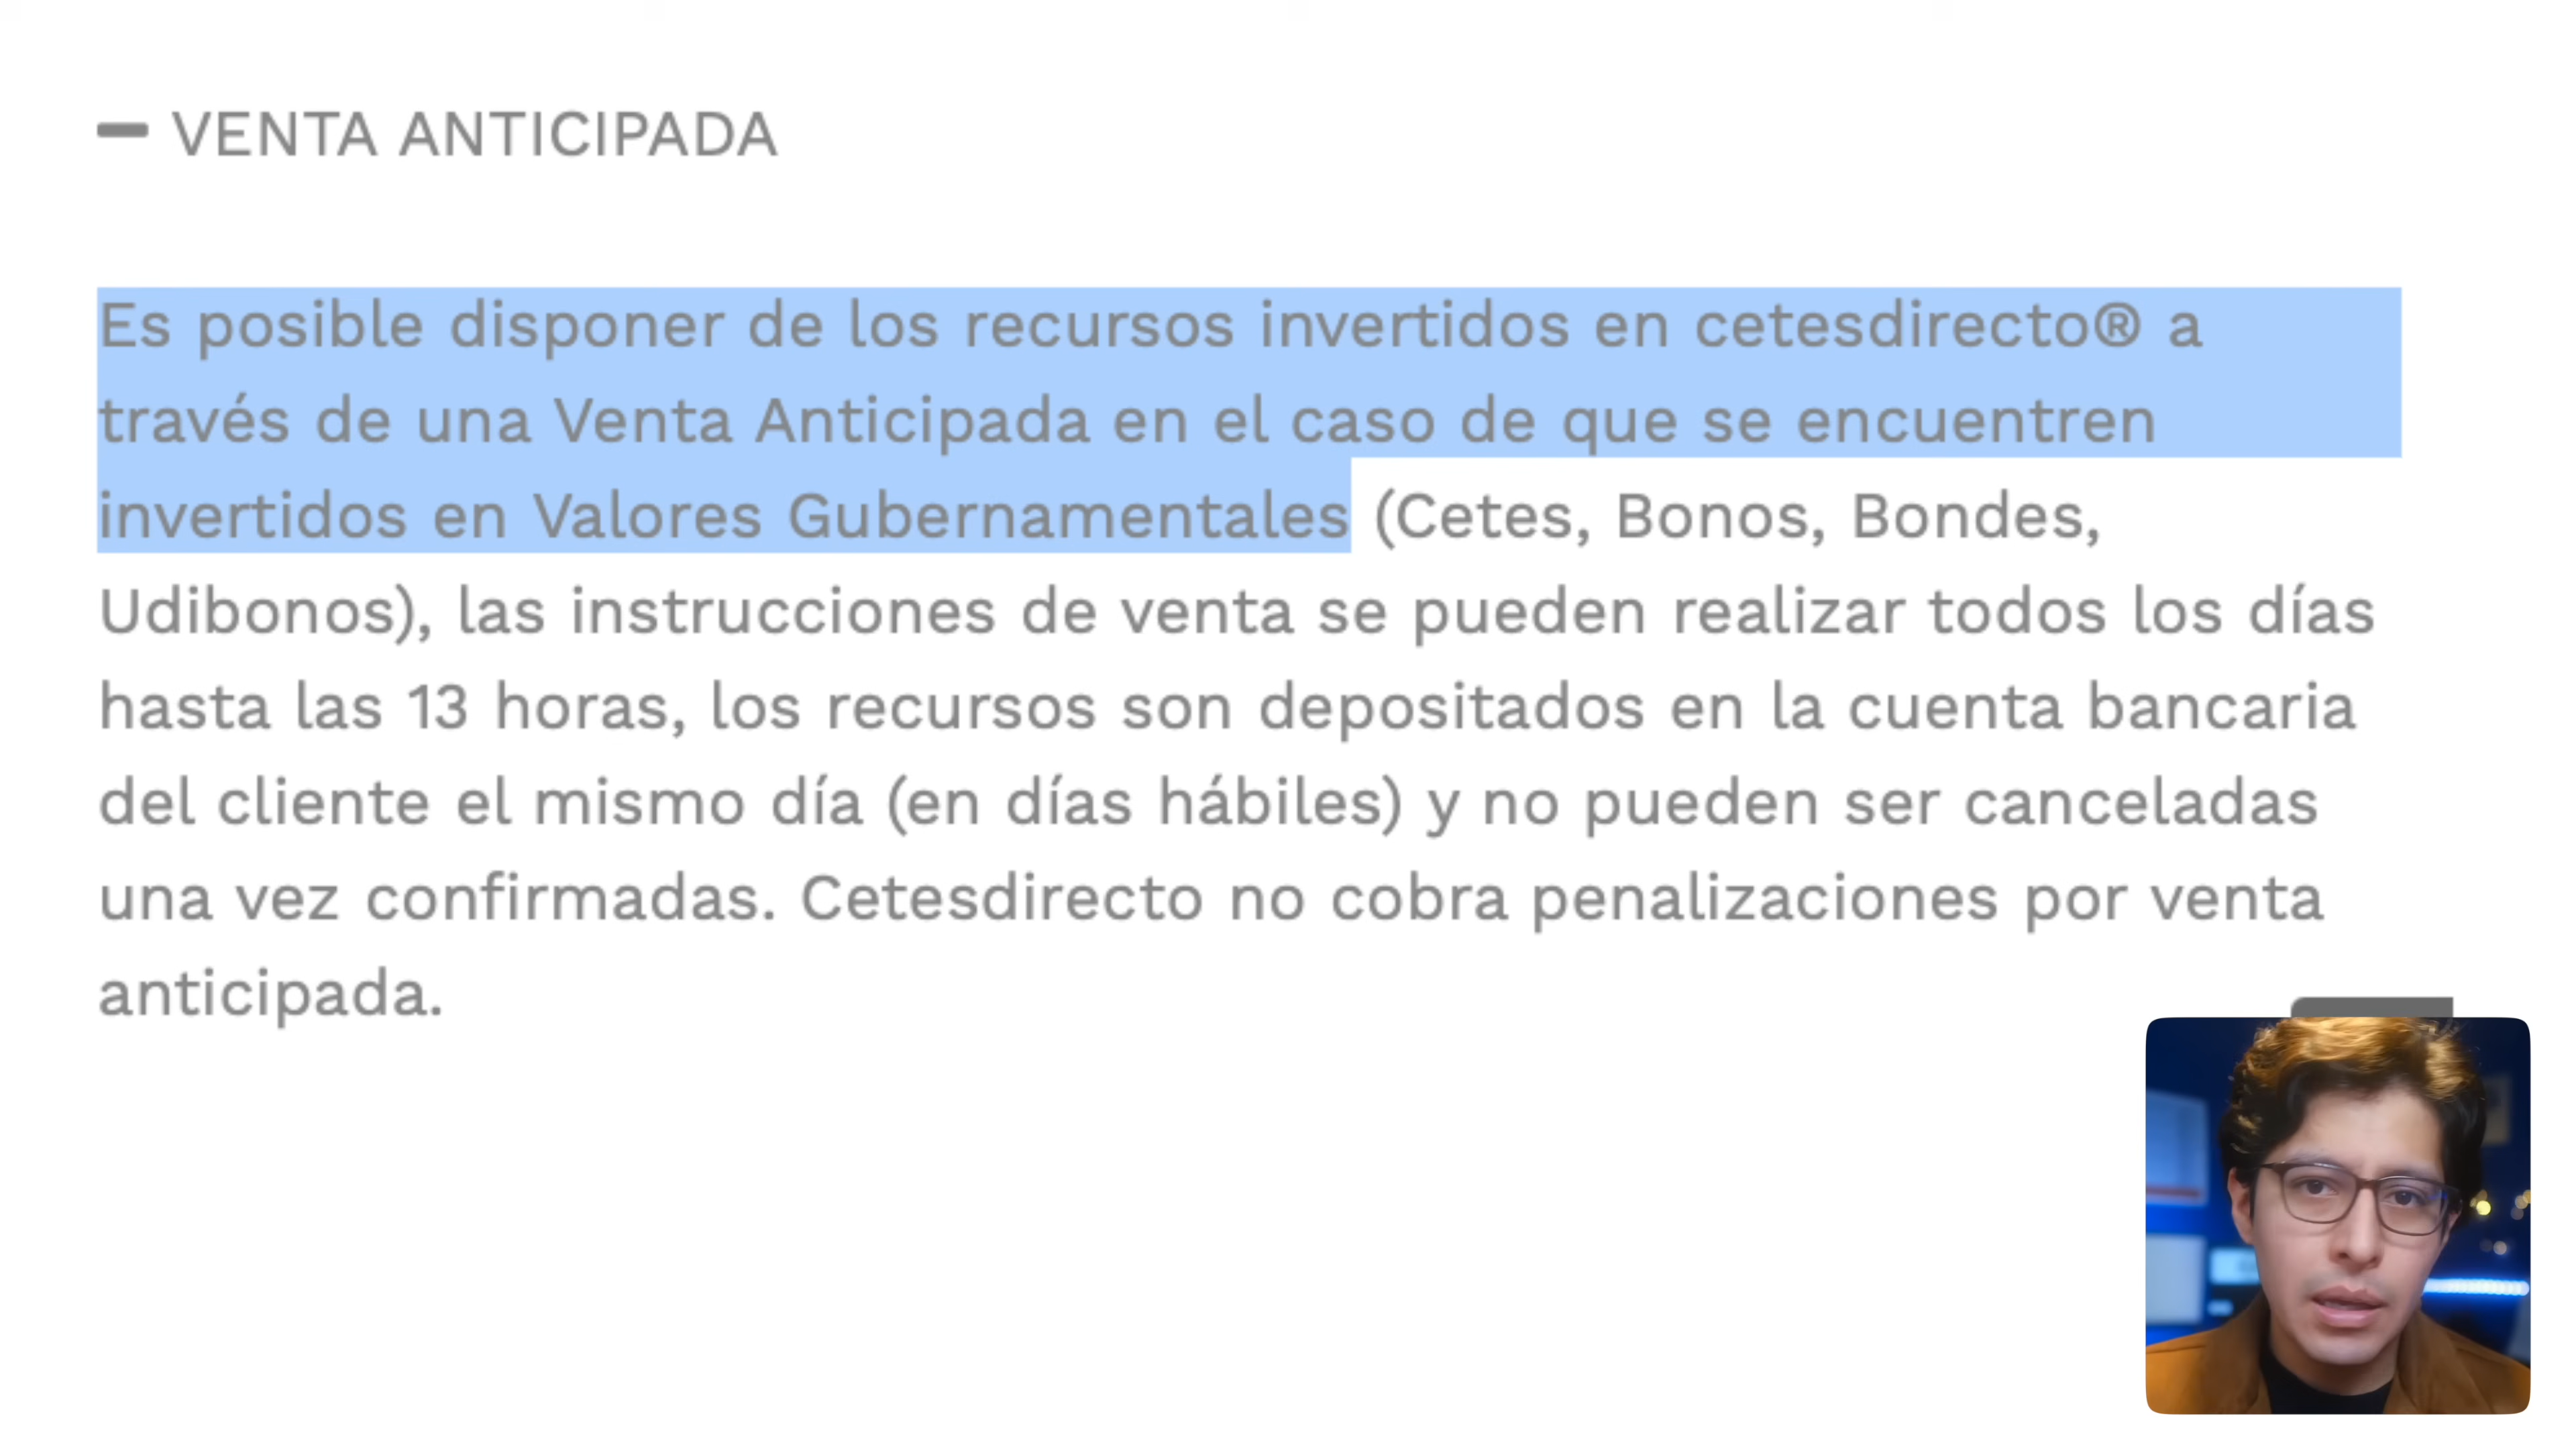 VENTA ANTICIPADA
Es posible disponer de los recursos invertidos en cetesdirecto® a
través de una Venta Anticipada en el caso de que se encuentren
invertidos en Valores Gubernamentales (Cetes, Bonos, Bondes,
Udibonos), las instrucciones de venta se pueden realizar todos los días
hasta las 13 horas, los recursos son depositados en la cuenta bancaria
del cliente el mismo día (en días hábiles) y no pueden ser canceladas
una vez confirmadas. Cetesdirecto no cobra penalizaciones por venta
anticipada.